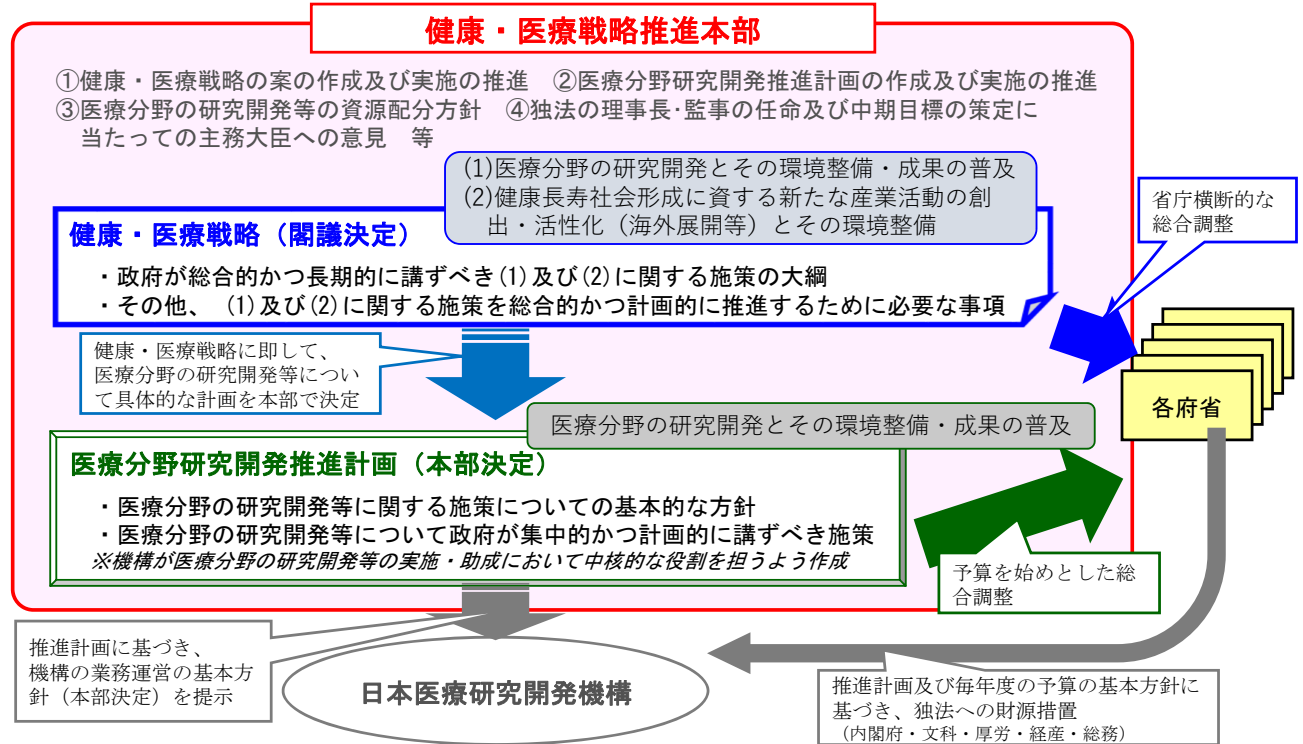 健康・医療戦略推進本部
①健康・医療戦略の案の作成及び実施の推進　②医療分野研究開発推進計画の作成及び実施の推進
③医療分野の研究開発等の資源配分方針　④独法の理事長・監事の任命及び中期目標の策定に
当たっての主務大臣への意見　等
(1)医療分野の研究開発とその環境整備・成果の普及
(2)健康長寿社会形成に資する新たな産業活動の創
出・活性化（海外展開等）とその環境整備
健康・医療戦略（閣議決定）
・政府が総合的かつ長期的に講ずべき(1)及び(2)に関する施策の大綱
・その他、 (1)及び(2)に関する施策を総合的かつ計画的に推進するために必要な事項
省庁横断的な
総合調整
健康・医療戦略に即して、
医療分野の研究開発等につい
て具体的な計画を本部で決定
各府省
医療分野の研究開発とその環境整備・成果の普及
医療分野研究開発推進計画（本部決定）
・医療分野の研究開発等に関する施策についての基本的な方針
・医療分野の研究開発等について政府が集中的かつ計画的に講ずべき施策
※機構が医療分野の研究開発等の実施・助成において中核的な役割を担うよう作成
予算を始めとした総
合調整
推進計画に基づき、
機構の業務運営の基本方
針（本部決定）を提示
日本医療研究開発機構
推進計画及び毎年度の予算の基本方針に
基づき、独法への財源措置
（内閣府・文科・厚労・経産・総務）